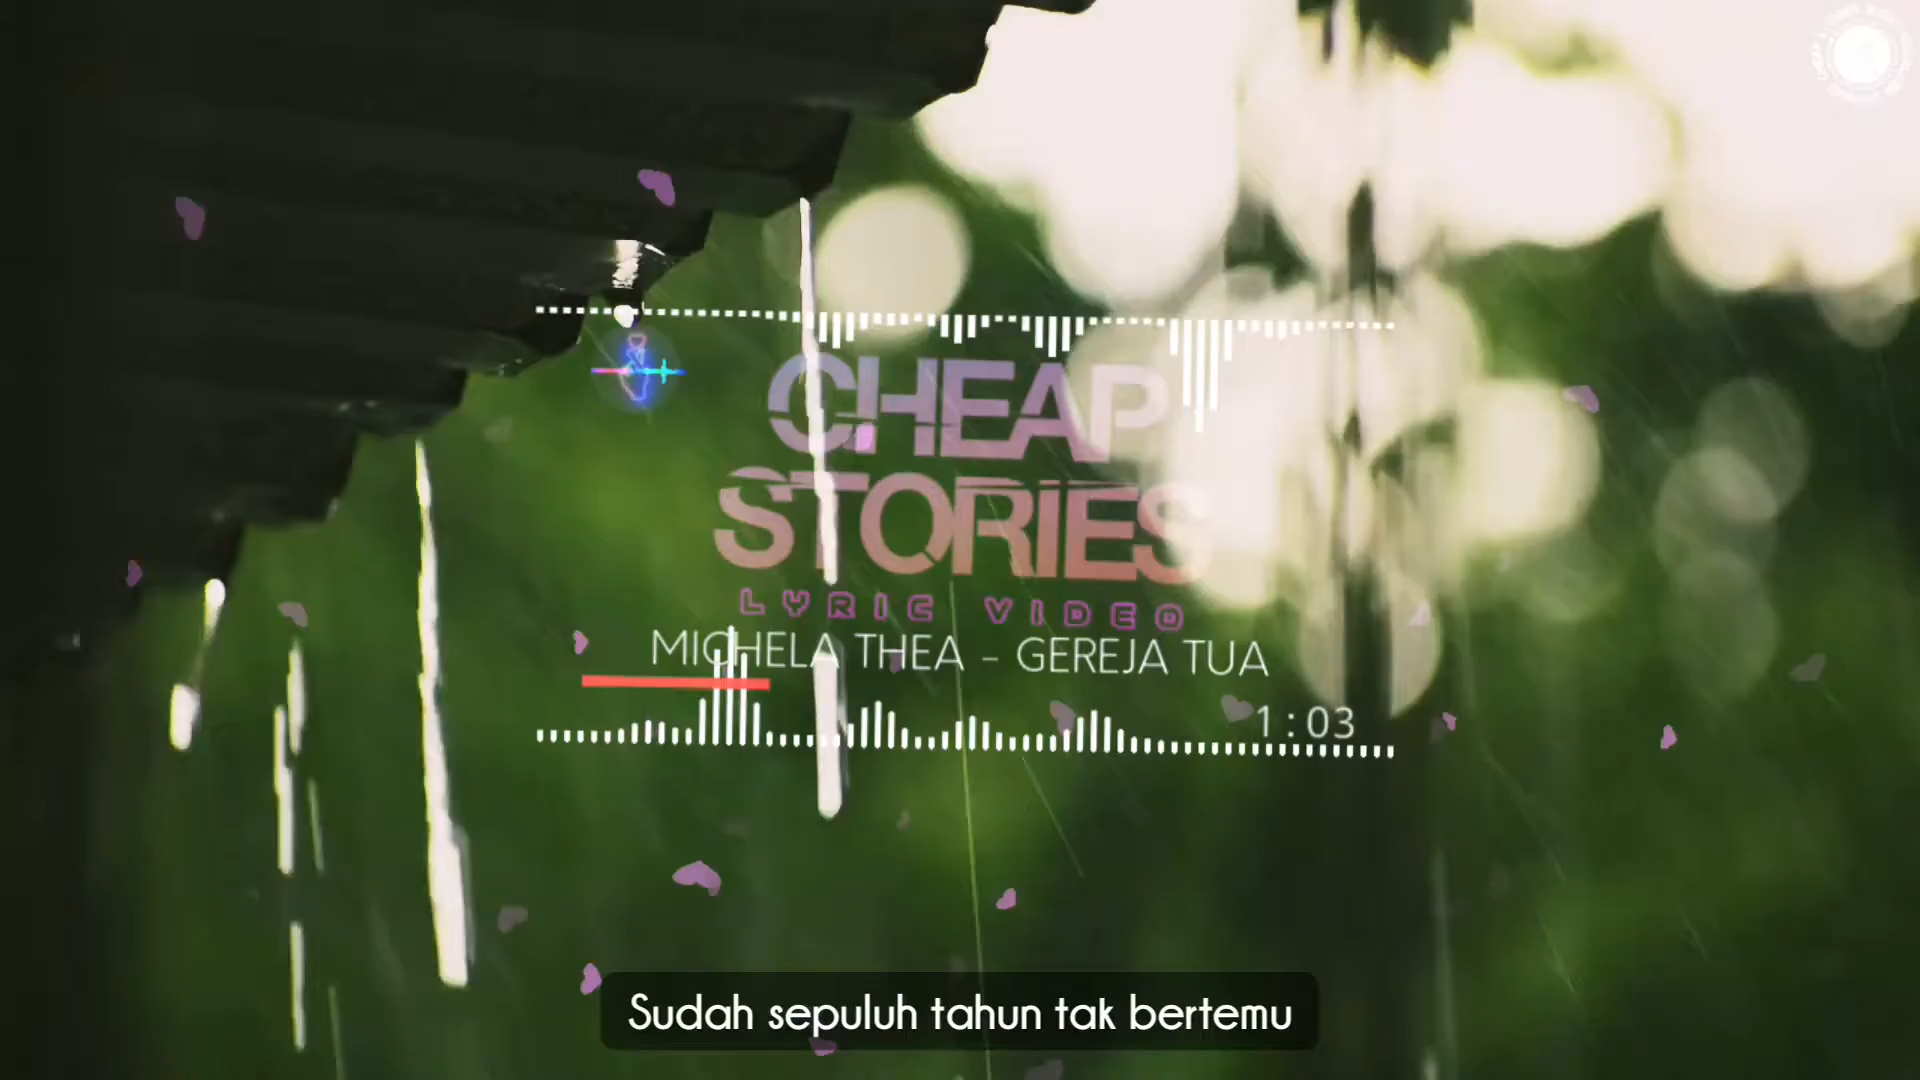 CHEAP
STORIES
LYRIC VIDEO
MICHELA THEA - GEREJA TUA
1:03
Sudah sepuluh tahun tak bertemu